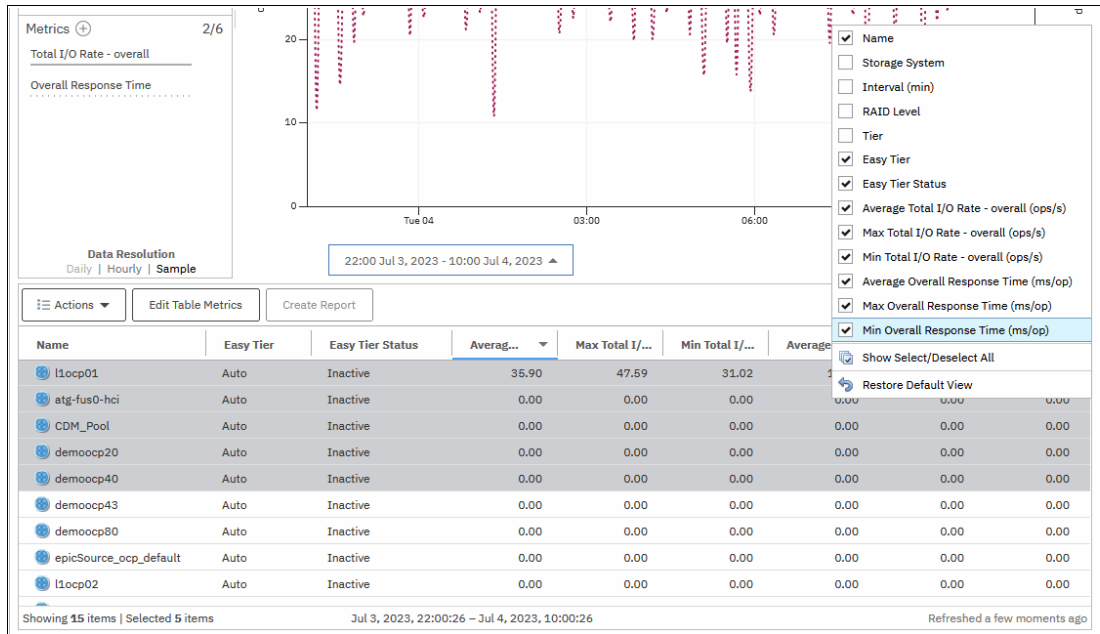 Metrics 2/6
Total I/O Rate - overall
Overall Response Time
Data Resolution
Daily | Hourly | Sample
20
10
0
Tue 04 03:00 06:00
22:00 Jul 3, 2023 - 10:00 Jul 4, 2023
Name
Storage System
Interval (min)
RAID Level
Tier
Easy Tier
Easy Tier Status
Average Total I/O Rate - overall (ops/s)
Max Total I/O Rate - overall (ops/s)
Min Total I/O Rate - overall (ops/s)
Average Overall Response Time (ms/op)
Max Overall Response Time (ms/op)
Min Overall Response Time (ms/op)
Show Select/Deselect All
Restore Default View
Actions Edit Table Metrics Create Report
Name Easy Tier Easy Tier Status Averag... Max Total I/... Min Total I/... Average
l1ocp01 Auto Inactive 35.90 47.59 31.02
atg-fus0-hci Auto Inactive 0.00 0.00 0.00 0.00 0.00 0.00
CDM_Pool Auto Inactive 0.00 0.00 0.00 0.00 0.00 0.00
demoocp20 Auto Inactive 0.00 0.00 0.00 0.00 0.00 0.00
demoocp40 Auto Inactive 0.00 0.00 0.00 0.00 0.00 0.00
demoocp43 Auto Inactive 0.00 0.00 0.00 0.00 0.00 0.00
demoocp80 Auto Inactive 0.00 0.00 0.00 0.00 0.00 0.00
epicSource_ocp_default Auto Inactive 0.00 0.00 0.00 0.00 0.00 0.00
l1ocp02 Auto Inactive 0.00 0.00 0.00 0.00 0.00 0.00
Showing 15 items | Selected 5 items Jul 3, 2023, 22:00:26 – Jul 4, 2023, 10:00:26 Refreshed a few moments ago